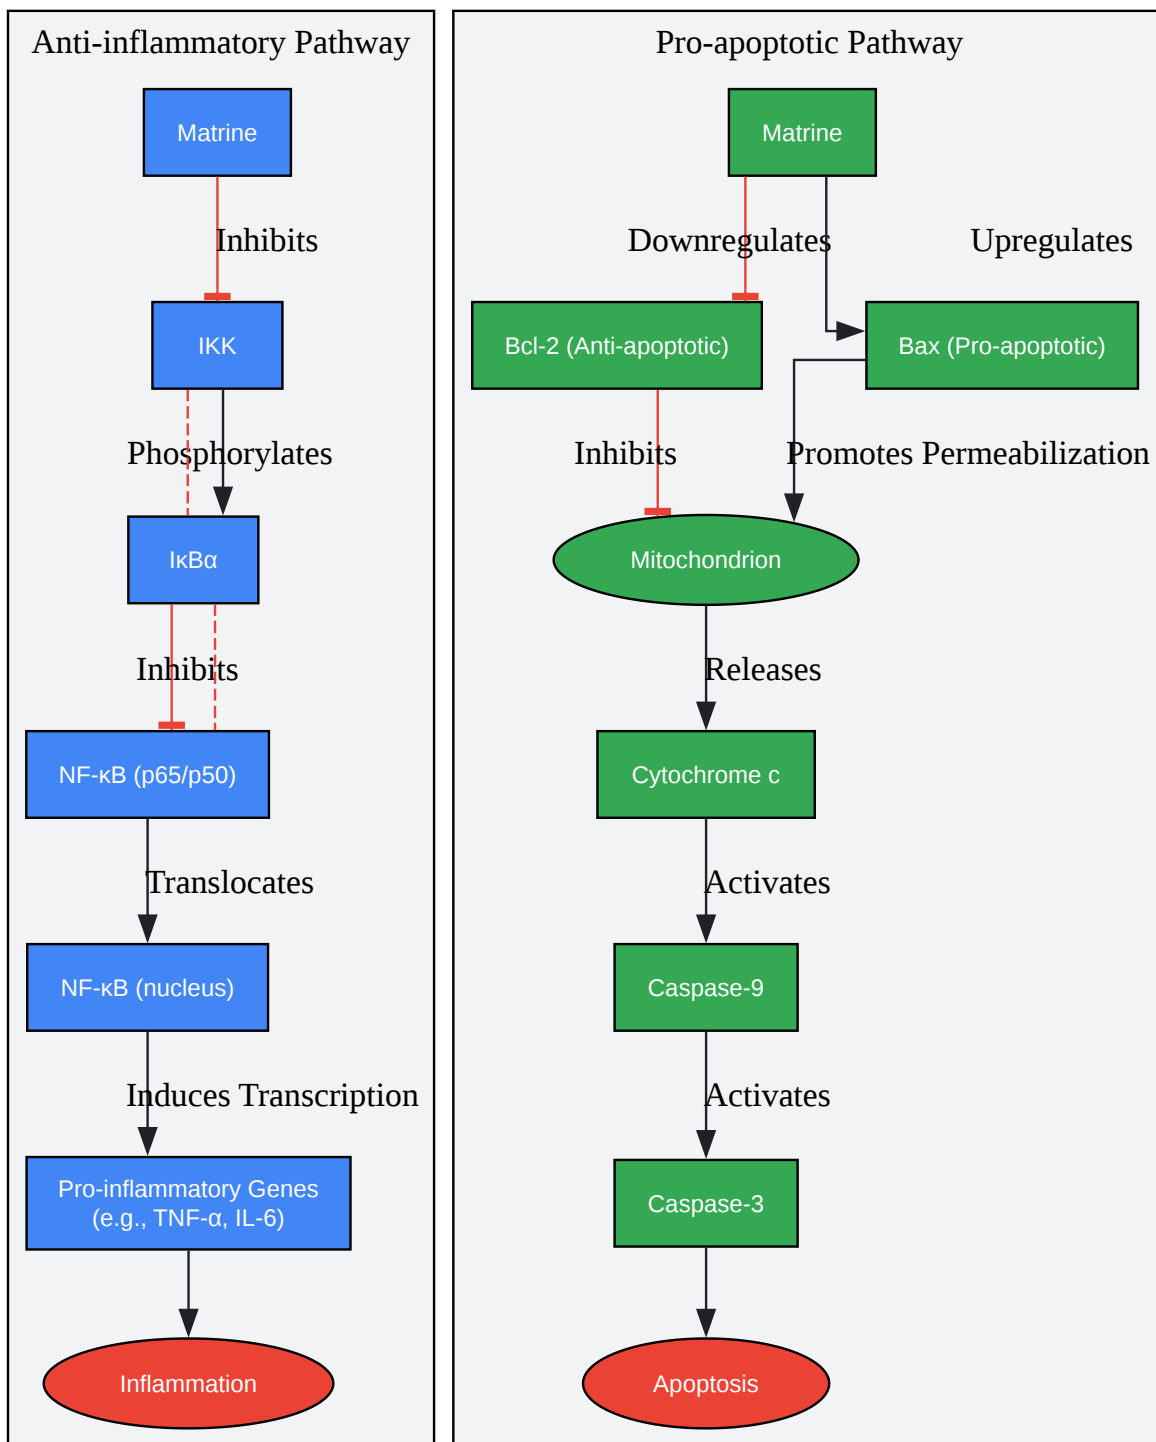 Anti-inflammatory Pathway
Matrine
Inhibits
IKK
Phosphorylates
IκBα
Inhibits
NF-κB (p65/p50)
Translocates
NF-κB (nucleus)
Induces Transcription
Pro-inflammatory Genes
(e.g., TNF-α, IL-6)
Inflammation
Pro-apoptotic Pathway
Matrine
Downregulates
Upregulates
Bcl-2 (Anti-apoptotic)
Bax (Pro-apoptotic)
Inhibits
Promotes Permeabilization
Mitochondrion
Releases
Cytochrome c
Activates
Caspase-9
Activates
Caspase-3
Apoptosis